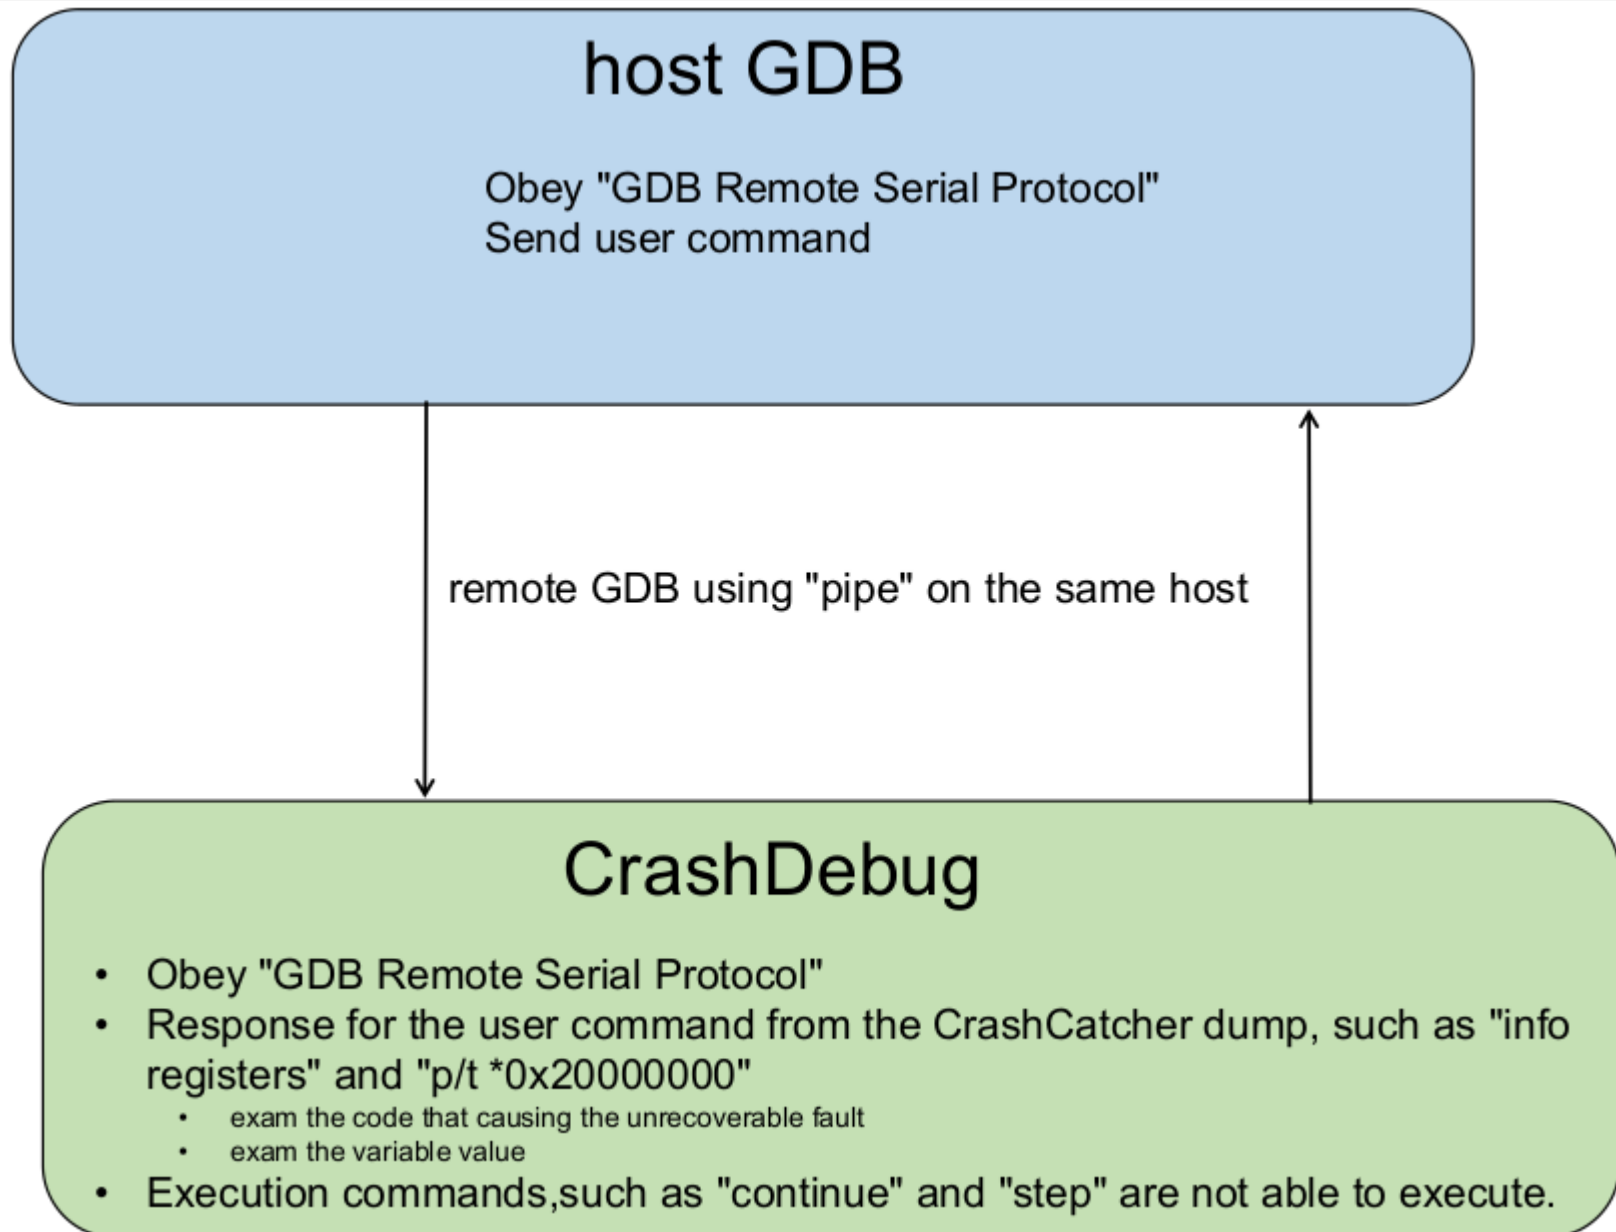 host GDB
Obey "GDB Remote Serial Protocol"
Send user command
remote GDB using "pipe" on the same host
CrashDebug
• Obey "GDB Remote Serial Protocol"
• Response for the user command from the CrashCatcher dump, such as "info
registers" and "p/t *0x20000000"
• exam the code that causing the unrecoverable fault
• exam the variable value
• Execution commands,such as "continue" and "step" are not able to execute.